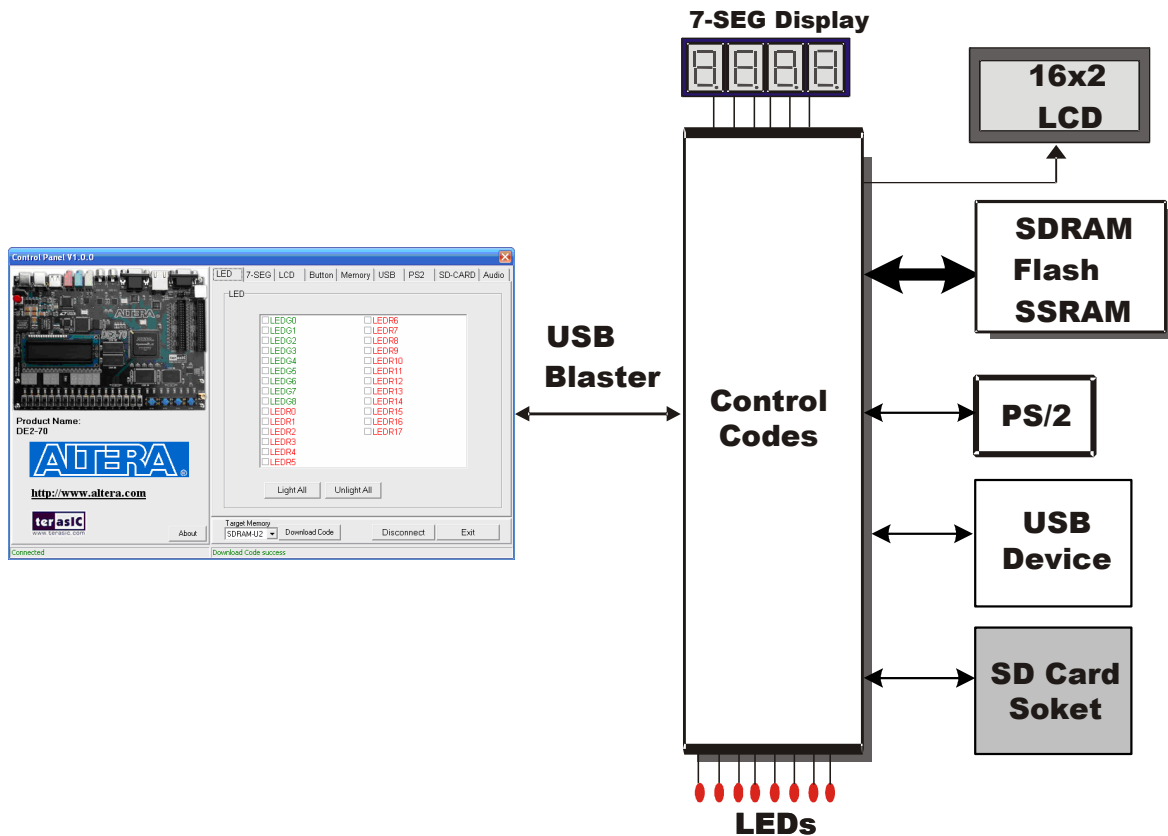 7-SEG Display
16x2
LCD
SDRAM
Flash
SSRAM
Control Panel V1.0.0
LED 7-SEG LCD Button Memory USB PS2 SD-CARD Audio
LED
LEDG0
LEDG1
LEDG2
LEDG3
LEDG4
LEDG5
LEDG6
LEDG7
LEDG8
LEDR0
LEDR1
LEDR2
LEDR3
LEDR4
LEDR5
LEDR6
LEDR7
LEDR8
LEDR9
LEDR10
LEDR11
LEDR12
LEDR13
LEDR14
LEDR15
LEDR16
LEDR17
Light All Unlight All
ALTERA
Product Name:
DE2-70
ALTERA®
http://www.altera.com
terasIC
www.terasic.com
About
Target Memory
SDRAM-U2 Download Code Disconnect Exit
Connected
Download Code success
USB
Blaster
Control
Codes
PS/2
USB
Device
SD Card
Soket
LEDs